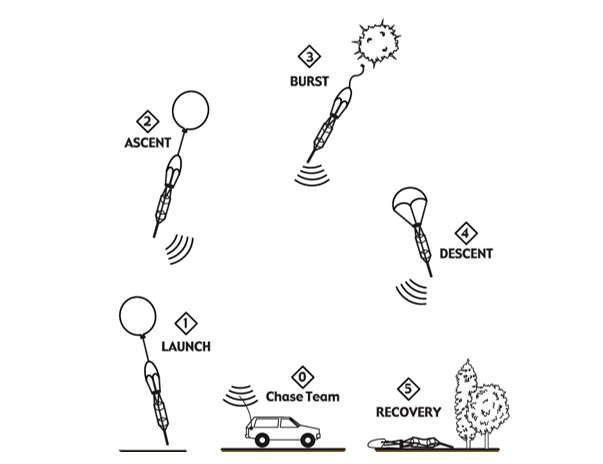 3
BURST
2
ASCENT
4
DESCENT
1
LAUNCH
0
Chase Team
5
RECOVERY